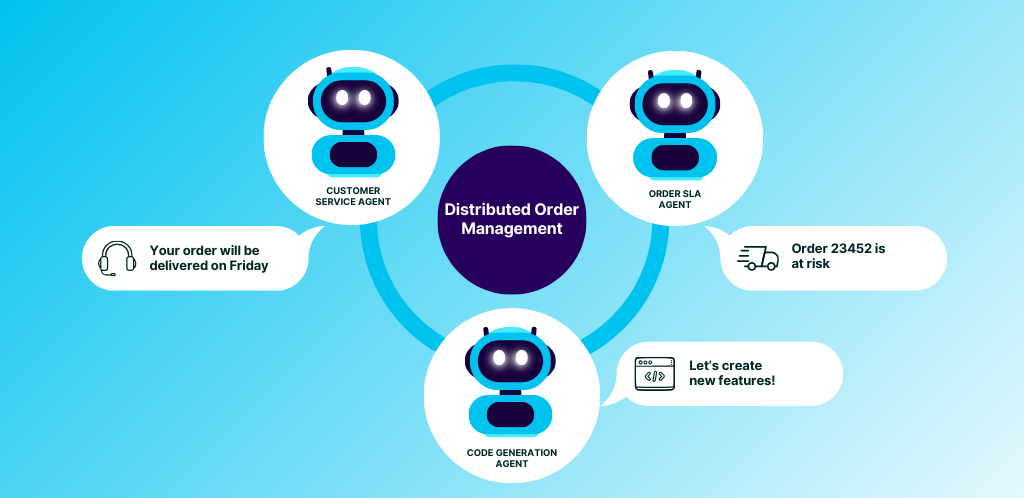 CUSTOMER
SERVICE AGENT
ORDER SLA
AGENT
Distributed Order
Management
Your order will be
delivered on Friday
Order 23452 is
at risk
Let's create
new features!
</>
CODE GENERATION
AGENT